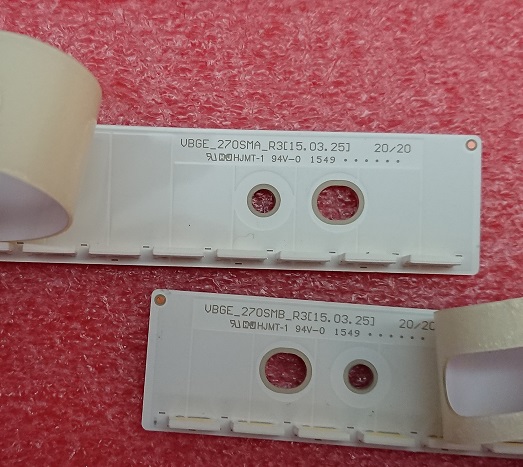 VBGE_270SMA_R3[15.03.25] 20/20
HJMT-1 94V-0 1549
VBGE_270SMB_R3[15.03.25] 20/20
HJMT-1 94V-0 1549